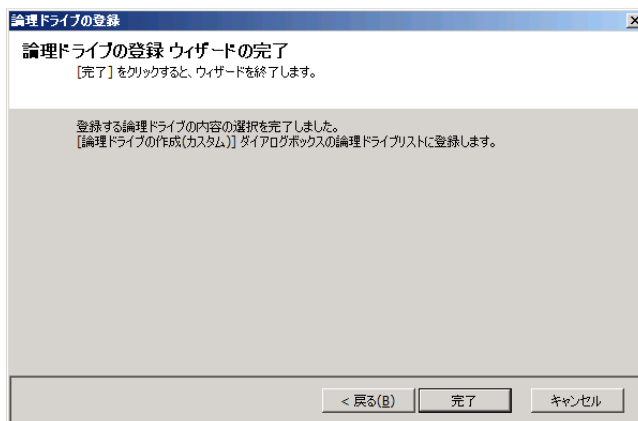 論理ドライブの登録
論理ドライブの登録 ウィザードの完了
[完了] をクリックすると、ウィザードを終了します。
登録する論理ドライブの内容の選択を完了しました。
[論理ドライブの作成(カスタム)] ダイアログボックスの論理ドライブリストに登録します。
< 戻る(B) 完了 キャンセル